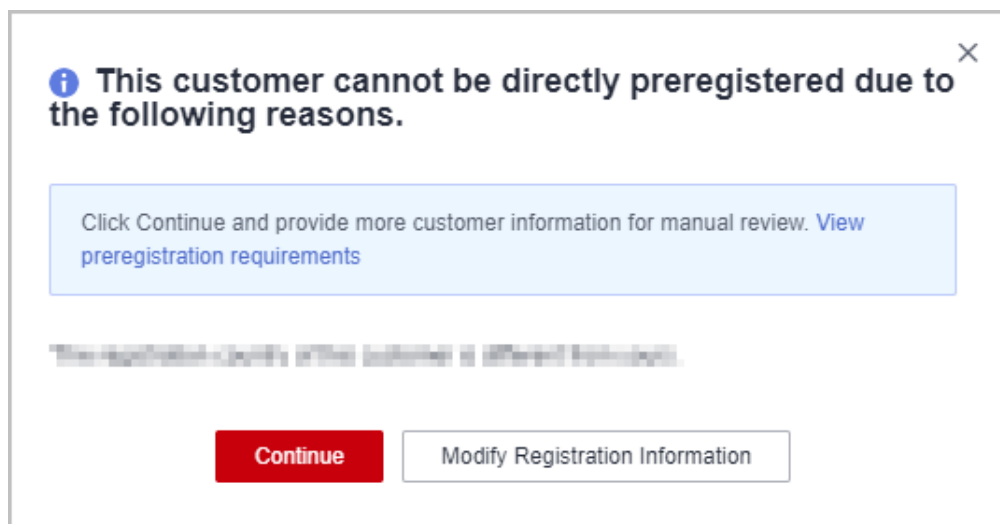 This customer cannot be directly preregistered due to
the following reasons.
Click Continue and provide more customer information for manual review. View
preregistration requirements
Continue
Modify Registration Information